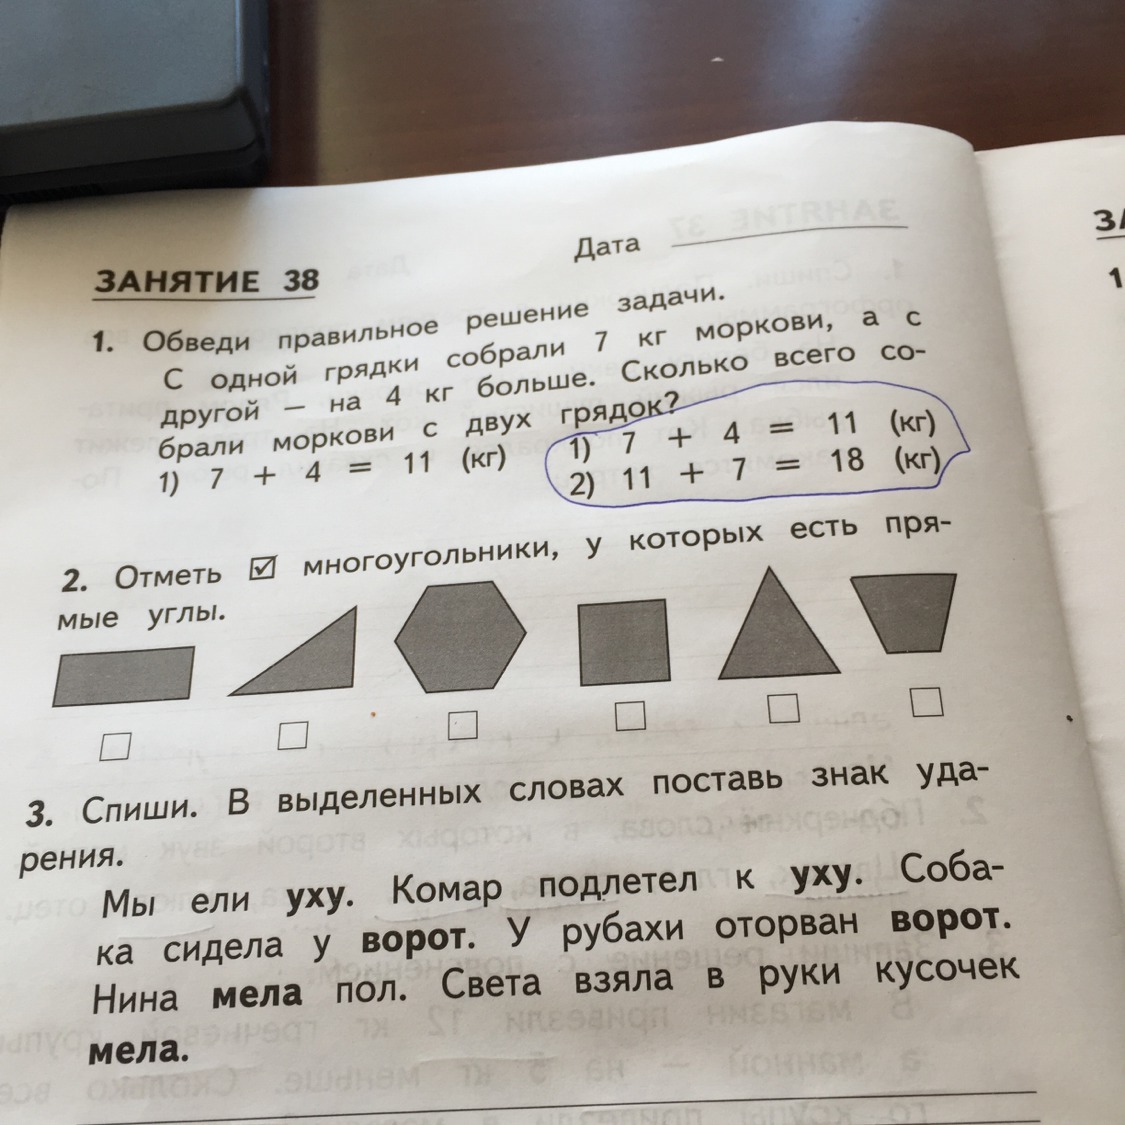 Дата
ЗАНЯТИЕ 38
1. Обведи правильное решение задачи.
С одной грядки собрали 7 кг моркови, а с
другой — на 4 кг больше. Сколько всего со-
брали моркови с двух грядок?
1) 7 + 4 = 11 (кг)
1) 7 + 4 = 11 (кг)
2) 11 + 7 = 18 (кг)
2. Отметь ☑ многоугольники, у которых есть пря-
мые углы.
3. Спиши. В выделенных словах поставь знак уда-
рения.
Мы ели уху. Комар подлетел к уху. Соба-
ка сидела у ворот. У рубахи оторван ворот.
Нина мела пол. Света взяла в руки кусочек
мела.
ЗА
1